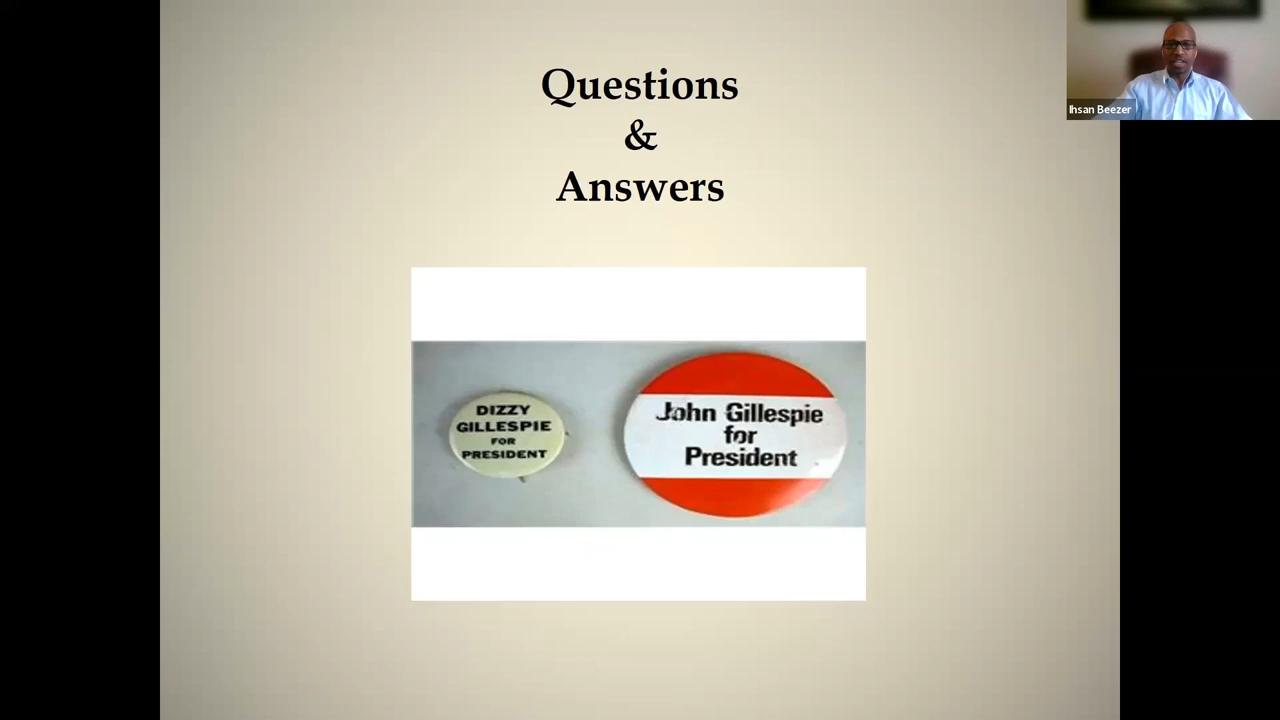 Questions
&
Answers
Ihsan Beezer
DIZZY
GILLESPIE
FOR
PRESIDENT
John Gillespie
for
President